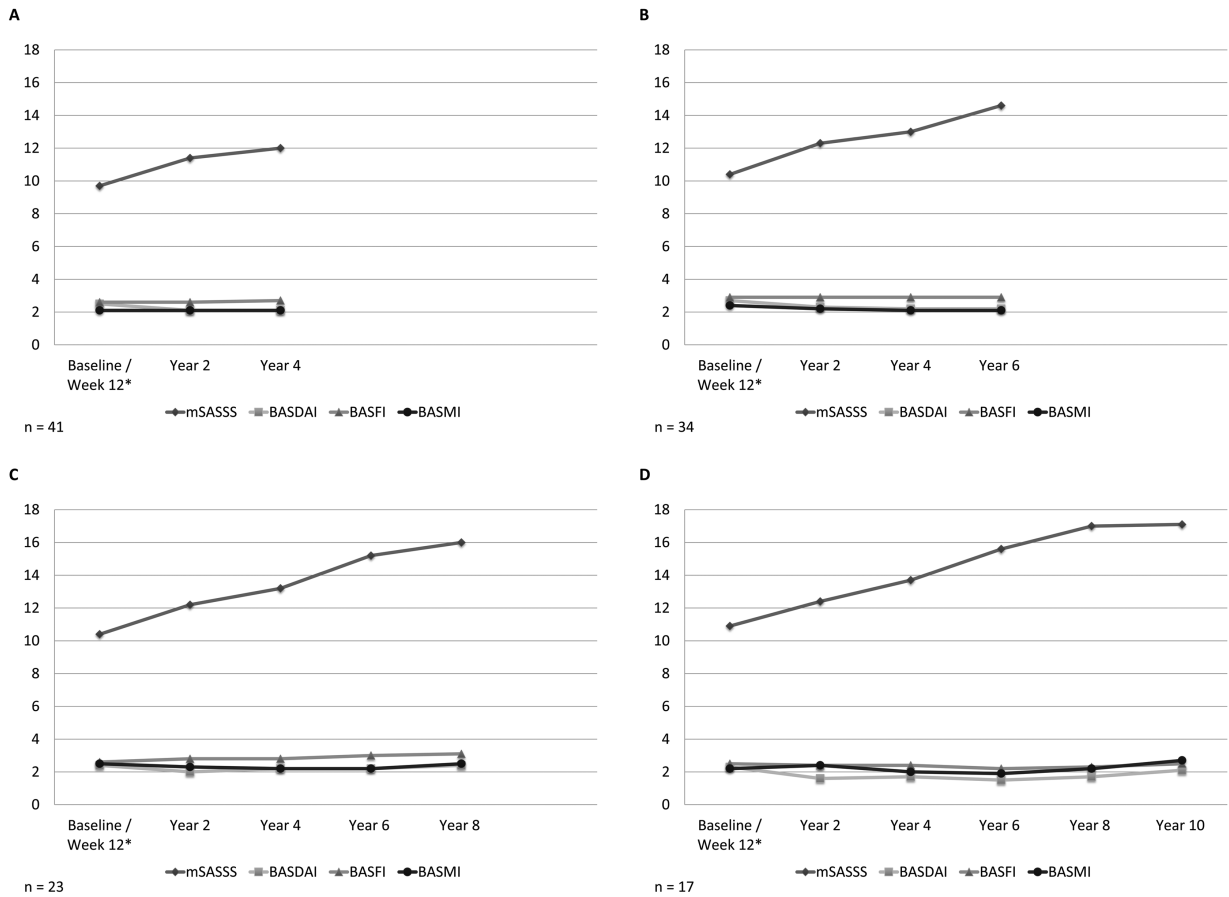 A
18
16
14
12
10
8
6
4
2
0
Baseline / Week 12* Year 2 Year 4
mSASSS BASDAI BASFI BASMI
n = 41
B
18
16
14
12
10
8
6
4
2
0
Baseline / Week 12* Year 2 Year 4 Year 6
mSASSS BASDAI BASFI BASMI
n = 34
C
18
16
14
12
10
8
6
4
2
0
Baseline / Week 12* Year 2 Year 4 Year 6 Year 8
mSASSS BASDAI BASFI BASMI
n = 23
D
18
16
14
12
10
8
6
4
2
0
Baseline / Week 12* Year 2 Year 4 Year 6 Year 8 Year 10
mSASSS BASDAI BASFI BASMI
n = 17